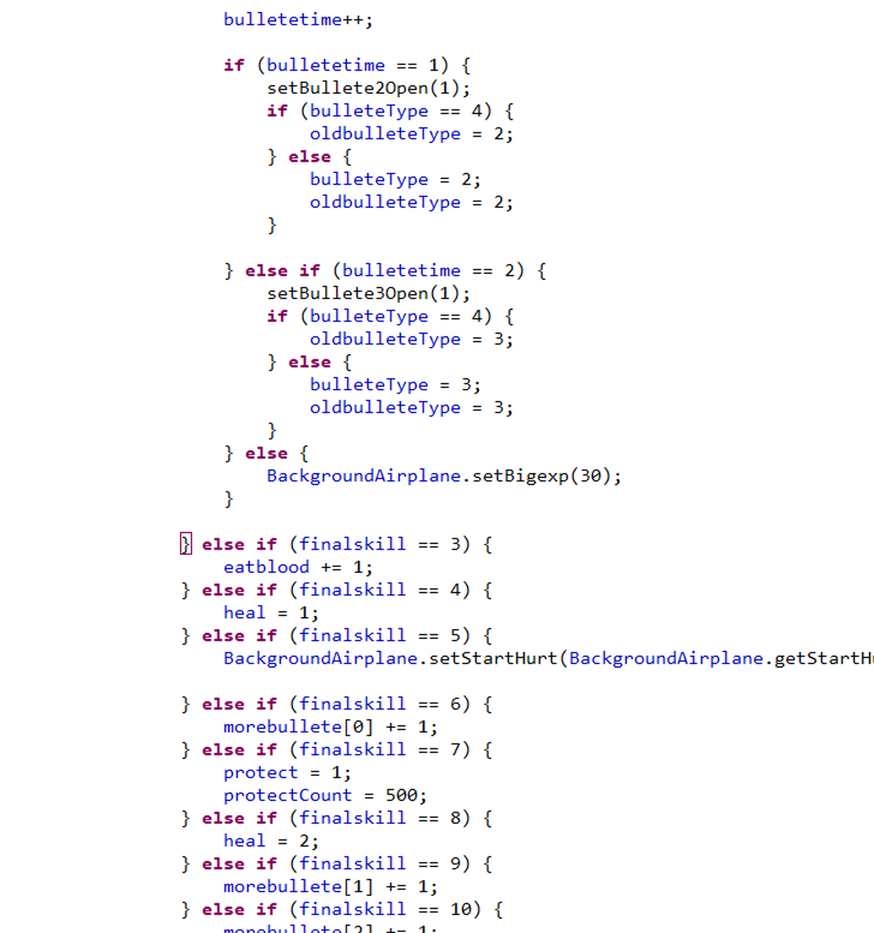 bulletetime++;
if (bulletetime == 1) {
setBullete2Open(1);
if (bulleteType == 4) {
oldbulleteType = 2;
} else {
bulleteType = 2;
oldbulleteType = 2;
}
} else if (bulletetime == 2) {
setBullete3Open(1);
if (bulleteType == 4) {
oldbulleteType = 3;
} else {
bulleteType = 3;
oldbulleteType = 3;
}
} else {
BackgroundAirplane.setBigexp(30);
}
} else if (finalskill == 3) {
eatblood += 1;
} else if (finalskill == 4) {
heal = 1;
} else if (finalskill == 5) {
BackgroundAirplane.setStartHurt(BackgroundAirplane.getStartH
} else if (finalskill == 6) {
morebullete[0] += 1;
} else if (finalskill == 7) {
protect = 1;
protectCount = 500;
} else if (finalskill == 8) {
heal = 2;
} else if (finalskill == 9) {
morebullete[1] += 1;
} else if (finalskill == 10) {
morebullete[2] += 1;